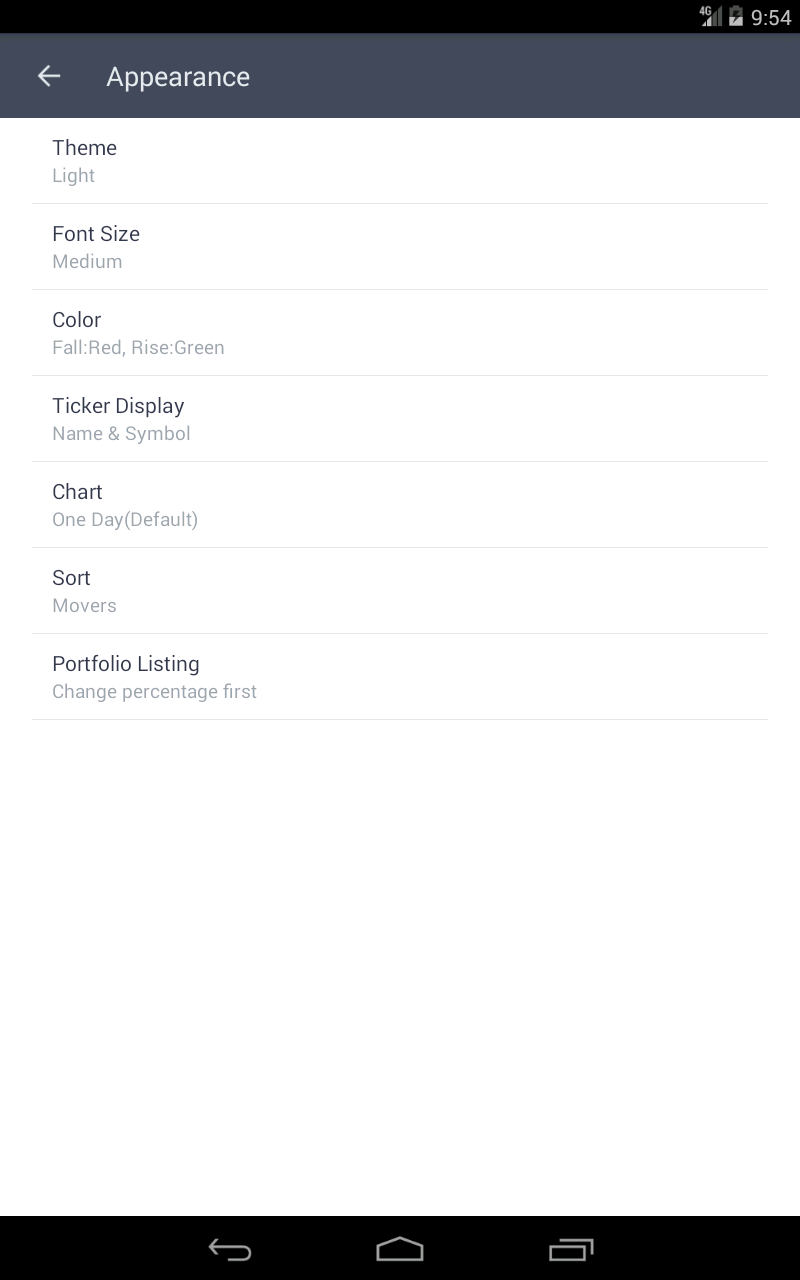 4G 9:54
Appearance
Theme
Light
Font Size
Medium
Color
Fall:Red, Rise:Green
Ticker Display
Name & Symbol
Chart
One Day(Default)
Sort
Movers
Portfolio Listing
Change percentage first